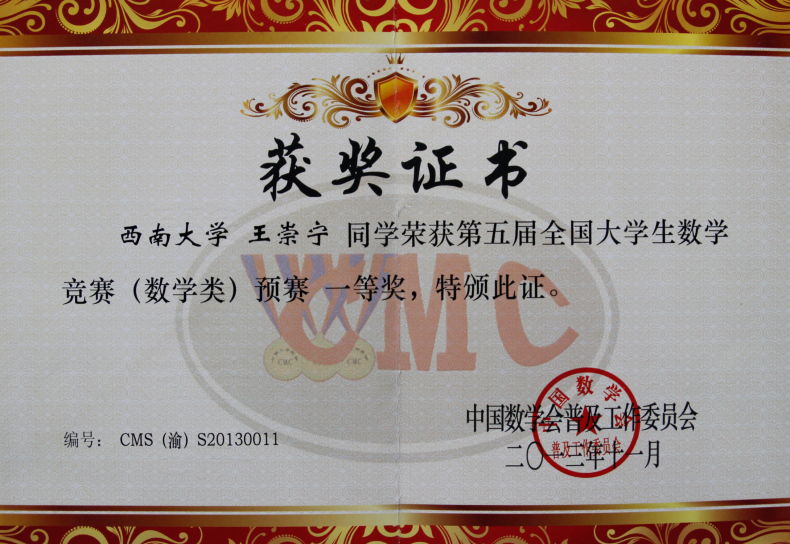 获奖证书
西南大学 王崇宁 同学荣获第五届全国大学生数学
竞赛（数学类）预赛 一等奖，特颁此证。
CMC
CMC
CMC
编号： CMS（渝）S20130011
中国数学会普及工作委员会
二〇一三年十一月
中国数学会
普及工作委员会